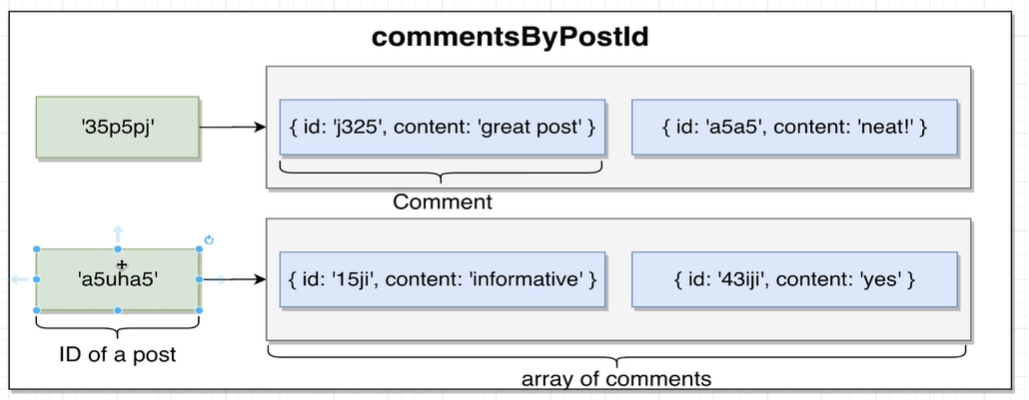 commentsByPostId
'35p5pj'
{ id: 'j325', content: 'great post' }
{ id: 'a5a5', content: 'neat!' }
Comment
'a5uha5'
{ id: '15ji', content: 'informative' }
{ id: '43iji', content: 'yes' }
ID of a post
array of comments